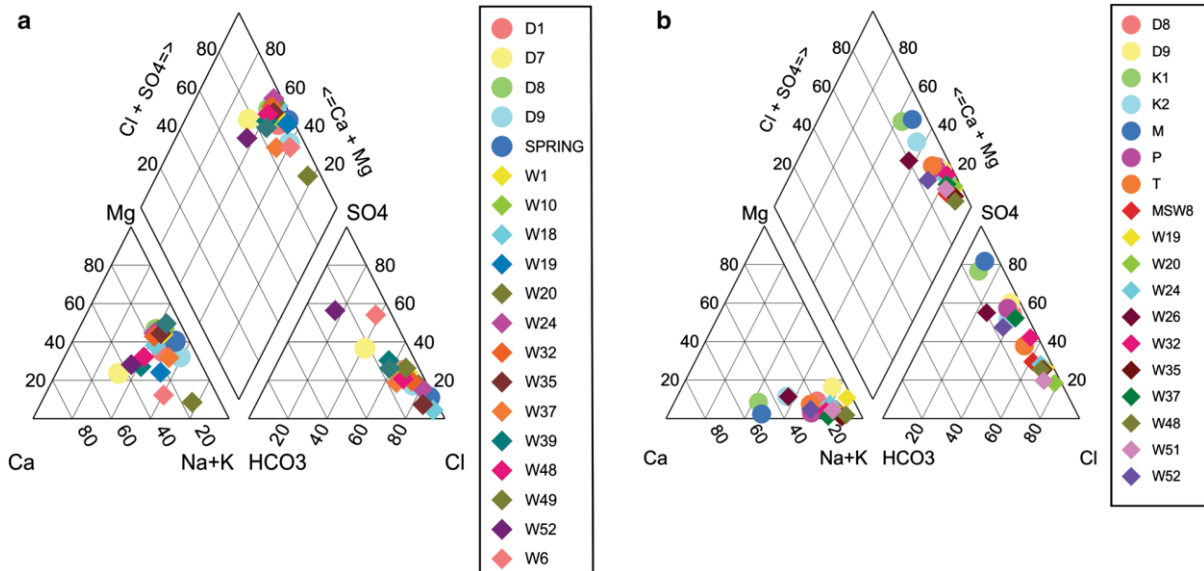 a
80
80
60
60
40
40
20
20
Cl + SO4=>
<=Ca + Mg
Mg
SO4
80
80
60
60
40
40
20
20
80
60
40
20
20
40
60
80
Ca
Na+K
HCO3
Cl
D1
D7
D8
D9
SPRING
W1
W10
W18
W19
W20
W24
W32
W35
W37
W39
W48
W49
W52
W6
b
80
80
60
60
40
40
20
20
Cl + SO4=>
<=Ca + Mg
Mg
SO4
80
80
60
60
40
40
20
20
80
60
40
20
20
40
60
80
Ca
Na+K
HCO3
Cl
D8
D9
K1
K2
M
P
T
MSW8
W19
W20
W24
W26
W32
W35
W37
W48
W51
W52